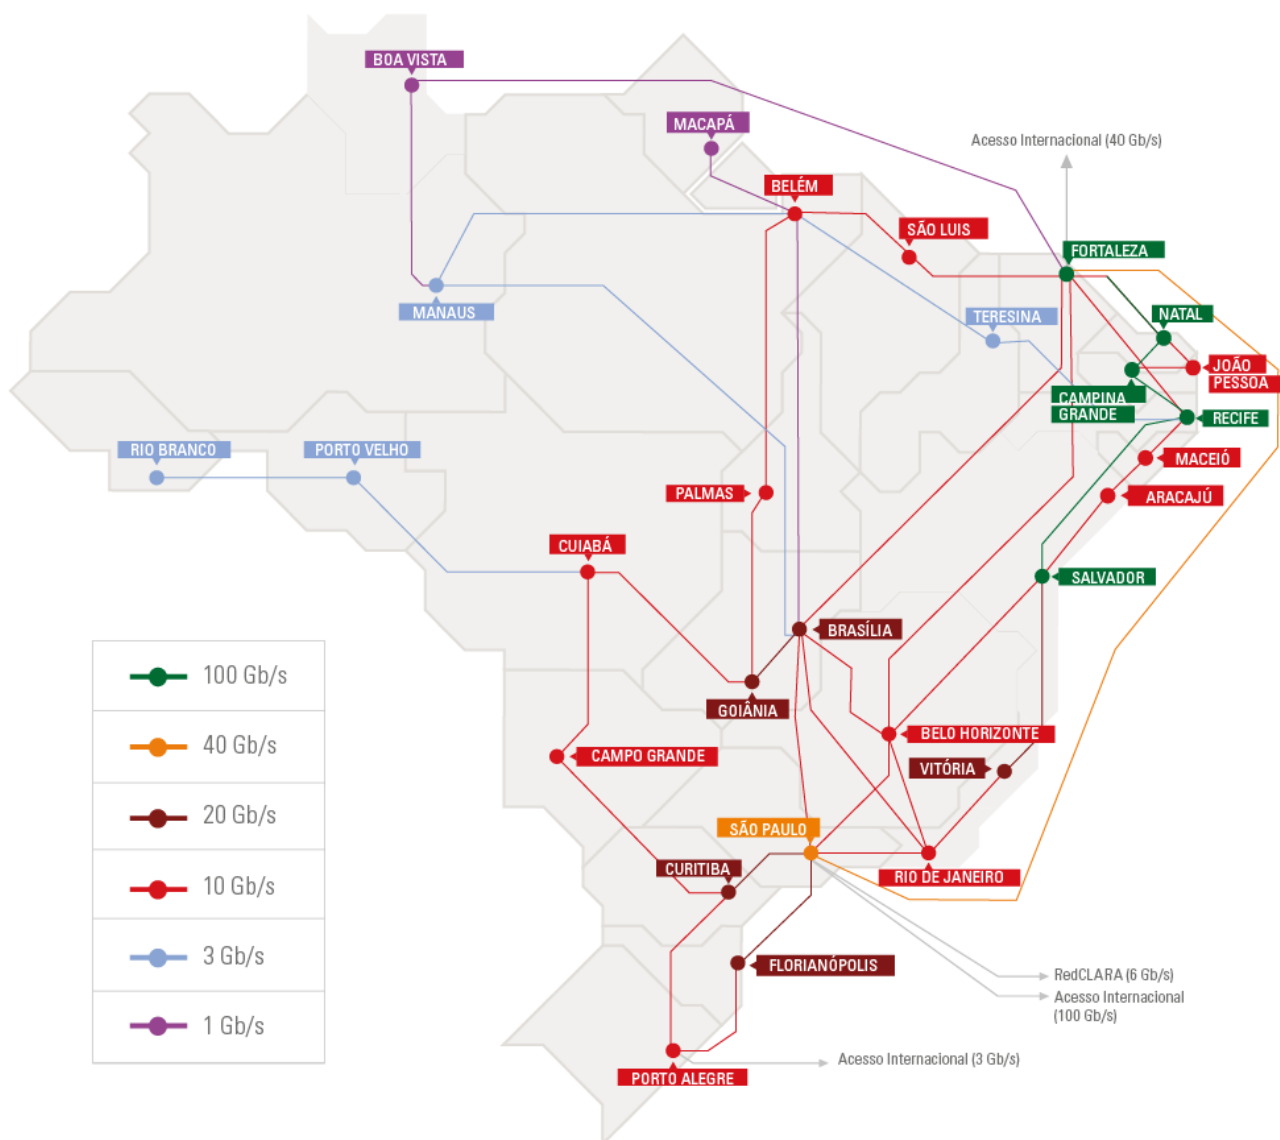 BOA VISTA
MACAPÁ
Acesso Internacional (40 Gb/s)
BELÉM
SÃO LUIS
FORTALEZA
MANAUS
TERESINA
NATAL
JOÃO
PESSOA
CAMPINA
GRANDE
RECIFE
RIO BRANCO
PORTO VELHO
MACEIÓ
PALMAS
ARACAJÚ
CUIABÁ
SALVADOR
BRASÍLIA
GOIÂNIA
BELO HORIZONTE
CAMPO GRANDE
VITÓRIA
SÃO PAULO
CURITIBA
RIO DE JANEIRO
FLORIANÓPOLIS
RedCLARA (6 Gb/s)
Acesso Internacional
(100 Gb/s)
Acesso Internacional (3 Gb/s)
PORTO ALEGRE
100 Gb/s
40 Gb/s
20 Gb/s
10 Gb/s
3 Gb/s
1 Gb/s